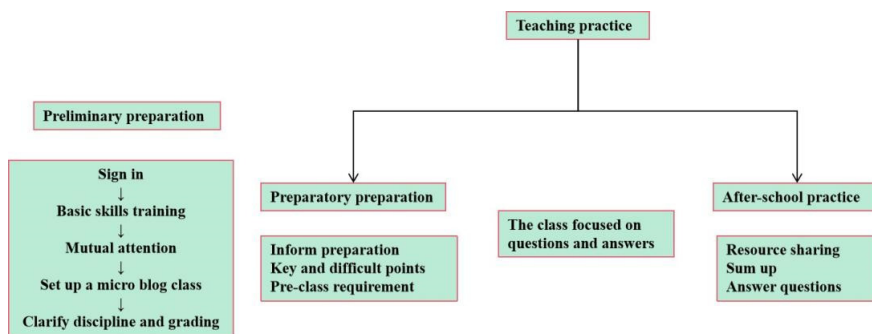 Teaching practice
Preliminary preparation
Sign in
↓
Basic skills training
↓
Mutual attention
↓
Set up a micro blog class
↓
Clarify discipline and grading
Preparatory preparation
Inform preparation
Key and difficult points
Pre-class requirement
The class focused on
questions and answers
After-school practice
Resource sharing
Sum up
Answer questions